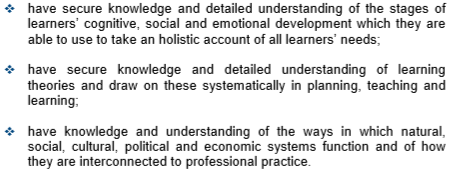 ❖ have secure knowledge and detailed understanding of the stages of
learners' cognitive, social and emotional development which they are
able to use to take an holistic account of all learners' needs;
❖ have secure knowledge and detailed understanding of learning
theories and draw on these systematically in planning, teaching and
learning;
❖ have knowledge and understanding of the ways in which natural,
social, cultural, political and economic systems function and of how
they are interconnected to professional practice.